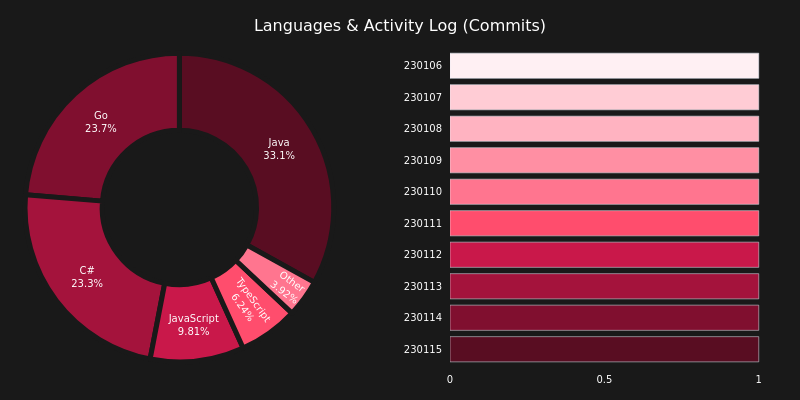 Languages & Activity Log (Commits)
Java
33.1%
Go
23.7%
C#
23.3%
JavaScript
9.81%
TypeScript
6.24%
Other
3.92%
230106
230107
230108
230109
230110
230111
230112
230113
230114
230115
0
0.5
1